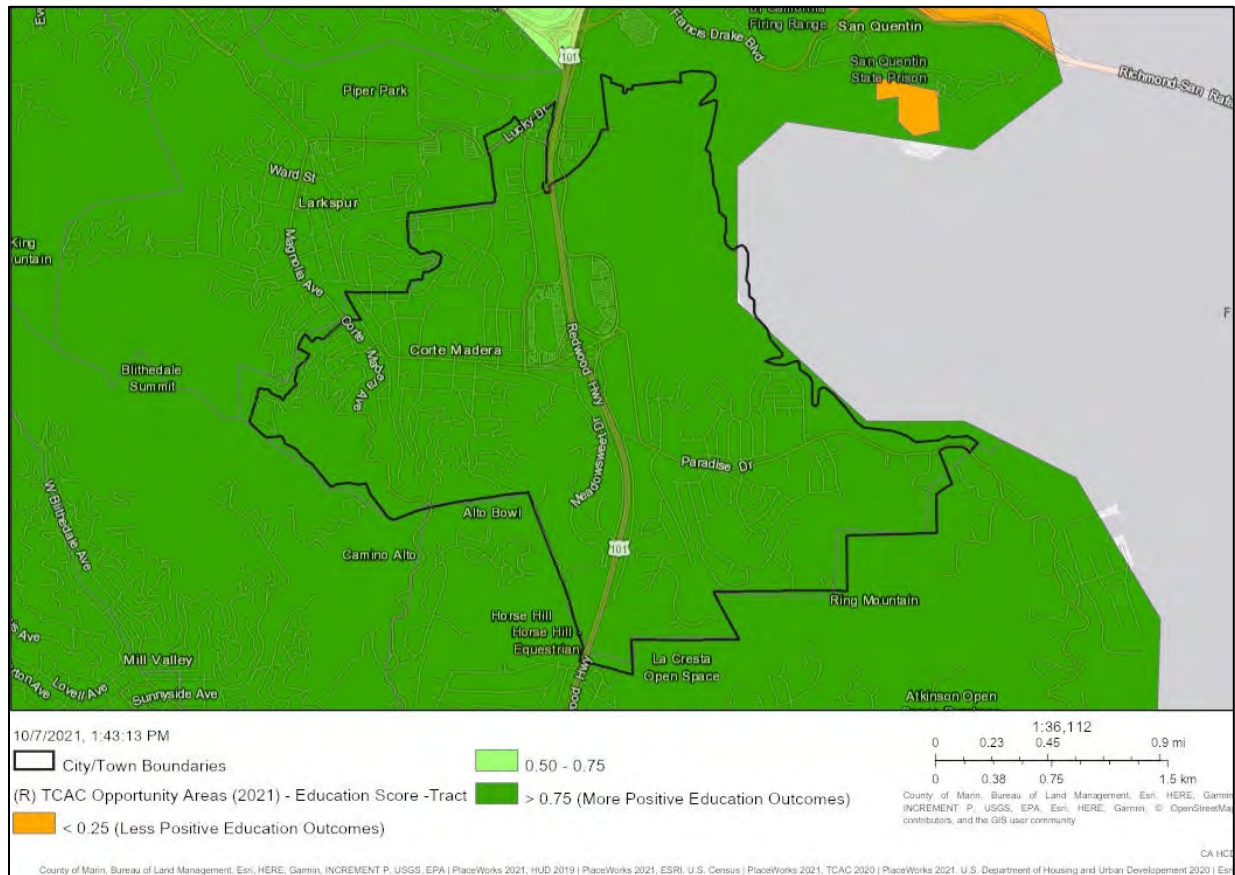 Firing Range
San Quentin
Francis Drake Blvd
101
San Quentin
State Prison
Richmond-San Rafa
Piper Park
Lucky Dr
Ward St
Larkspur
King
Magnolia Ave
Corte Madera Ave
Corte Madera
Redwood Hwy
Blithedale
Summit
Meadowsweet Dr
Paradise Dr
W Blithedale Ave
Alto Bowl
101
Camino Alto
Ring Mountain
Horse Hill
Horse Hill -
Equestrian
La Cresta
Open Space
Mill Valley
Lovell Ave
Sunnyside Ave
Atkinson Open
10/7/2021, 1:43:13 PM
City/Town Boundaries
(R) TCAC Opportunity Areas (2021) - Education Score -Tract
< 0.25 (Less Positive Education Outcomes)
0.50 - 0.75
> 0.75 (More Positive Education Outcomes)
1:36,112
0 0.23 0.45 0.9 mi
0 0.38 0.75 1.5 km
County of Marin, Bureau of Land Management, Esri, HERE, Garmin,
INCREMENT P, USGS, EPA, Esri, HERE, Garmin, © OpenStreetMap
contributors, and the GIS user community
CA HCD
County of Marin, Bureau of Land Management, Esri, HERE, Garmin, INCREMENT P, USGS, EPA | PlaceWorks 2021, HUD 2019 | PlaceWorks 2021, ESRI, U.S. Census | PlaceWorks 2021, TCAC 2020 | PlaceWorks 2021, U.S. Department of Housing and Urban Developement 2020 | Esri